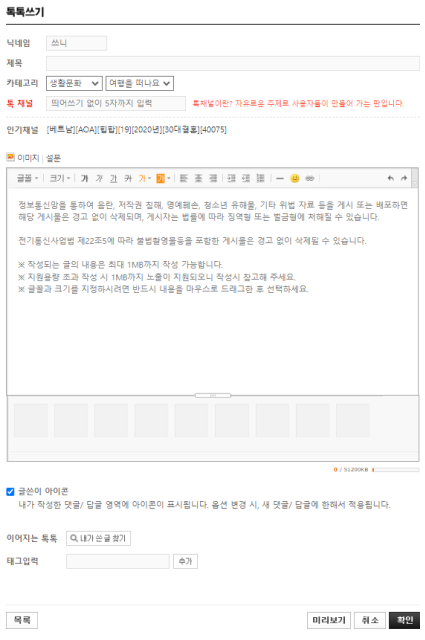 톡톡쓰기
닉네임 쓰니
제목
카테고리 생활문화 여행을 떠나요
톡 채널 띄어쓰기 없이 5자까지 입력 톡채널이란? 자유로운 주제로 사용자들이 만들어 가는 판입니다.
인기채널 [베트남][AOA][힙합][19][2020년][30대결혼][40075]
이미지 | 설문
글꼴 크기 가 가 가 가 가 가
정보통신망을 통하여 음란, 저작권 침해, 명예훼손, 청소년 유해물, 기타 위법 자료 등을 게시 또는 배포하면
해당 게시물은 경고 없이 삭제되며, 게시자는 법률에 따라 징역형 또는 벌금형에 처해질 수 있습니다.
전기통신사업법 제22조5에 따라 불법촬영물등을 포함한 게시물은 경고 없이 삭제될 수 있습니다.
※ 작성되는 글의 내용은 최대 1MB까지 작성 가능합니다.
※ 지원용량 초과 작성 시 1MB까지 노출이 지원되오니 작성시 참고해 주세요.
※ 글꼴과 크기를 지정하시려면 반드시 내용을 마우스로 드래그한 후 선택하세요.
0 / 51200KB
글쓴이 아이콘
내가 작성한 댓글/ 답글 영역에 아이콘이 표시됩니다. 옵션 변경 시, 새 댓글/ 답글에 한해서 적용됩니다.
이어지는 톡톡 내가 쓴 글 찾기
태그입력 추가
목록 미리보기 취소 확인